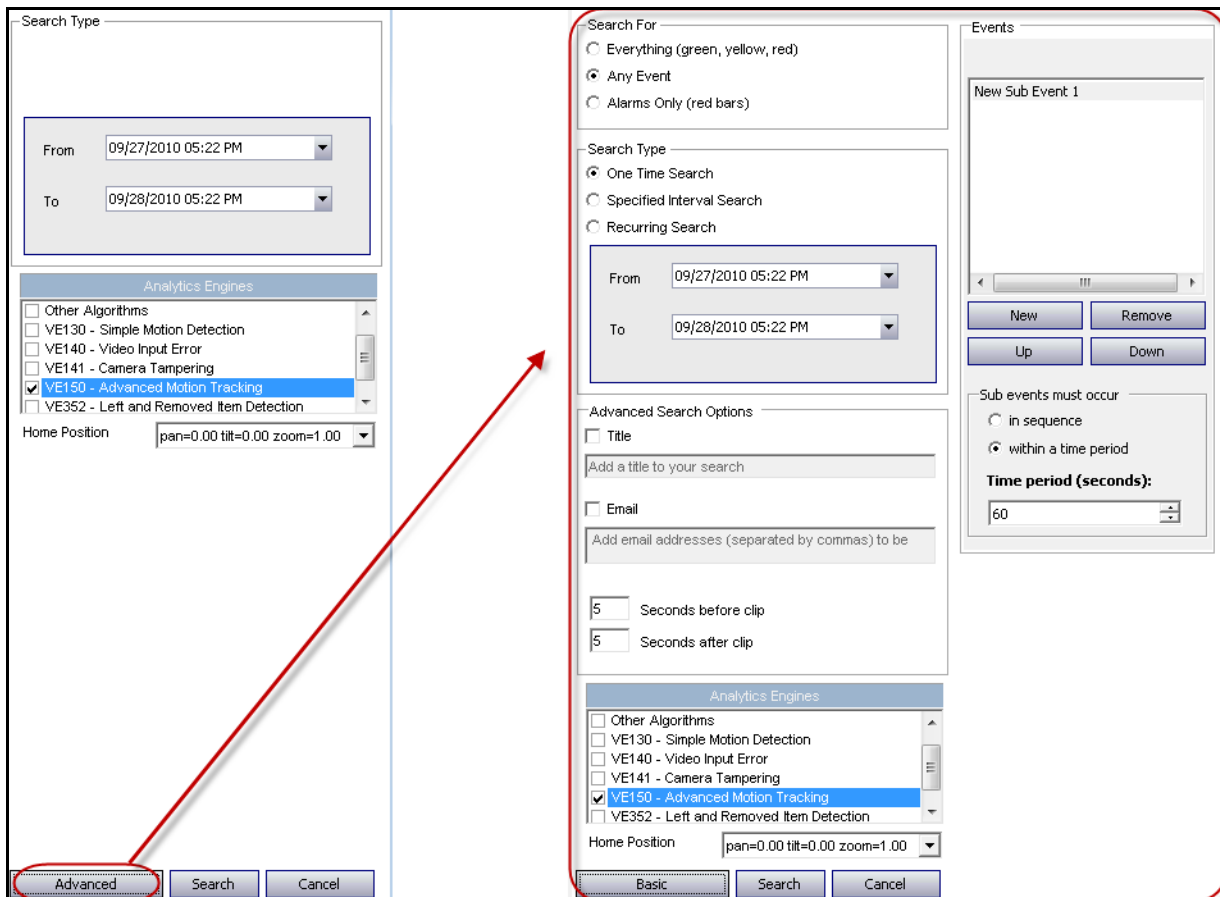 Search Type
From 09/27/2010 05:22 PM
To 09/28/2010 05:22 PM
Analytics Engines
Other Algorithms
VE130 - Simple Motion Detection
VE140 - Video Input Error
VE141 - Camera Tampering
VE150 - Advanced Motion Tracking
VE352 - Left and Removed Item Detection
Home Position pan=0.00 tilt=0.00 zoom=1.00
Advanced Search Cancel
Search For
Everything (green, yellow, red)
Any Event
Alarms Only (red bars)
Search Type
One Time Search
Specified Interval Search
Recurring Search
From 09/27/2010 05:22 PM
To 09/28/2010 05:22 PM
Advanced Search Options
Title
Add a title to your search
Email
Add email addresses (separated by commas) to be
5 Seconds before clip
5 Seconds after clip
Analytics Engines
Other Algorithms
VE130 - Simple Motion Detection
VE140 - Video Input Error
VE141 - Camera Tampering
VE150 - Advanced Motion Tracking
VE352 - Left and Removed Item Detection
Home Position pan=0.00 tilt=0.00 zoom=1.00
Basic Search Cancel
Events
New Sub Event 1
New Remove
Up Down
Sub events must occur
in sequence
within a time period
Time period (seconds):
60